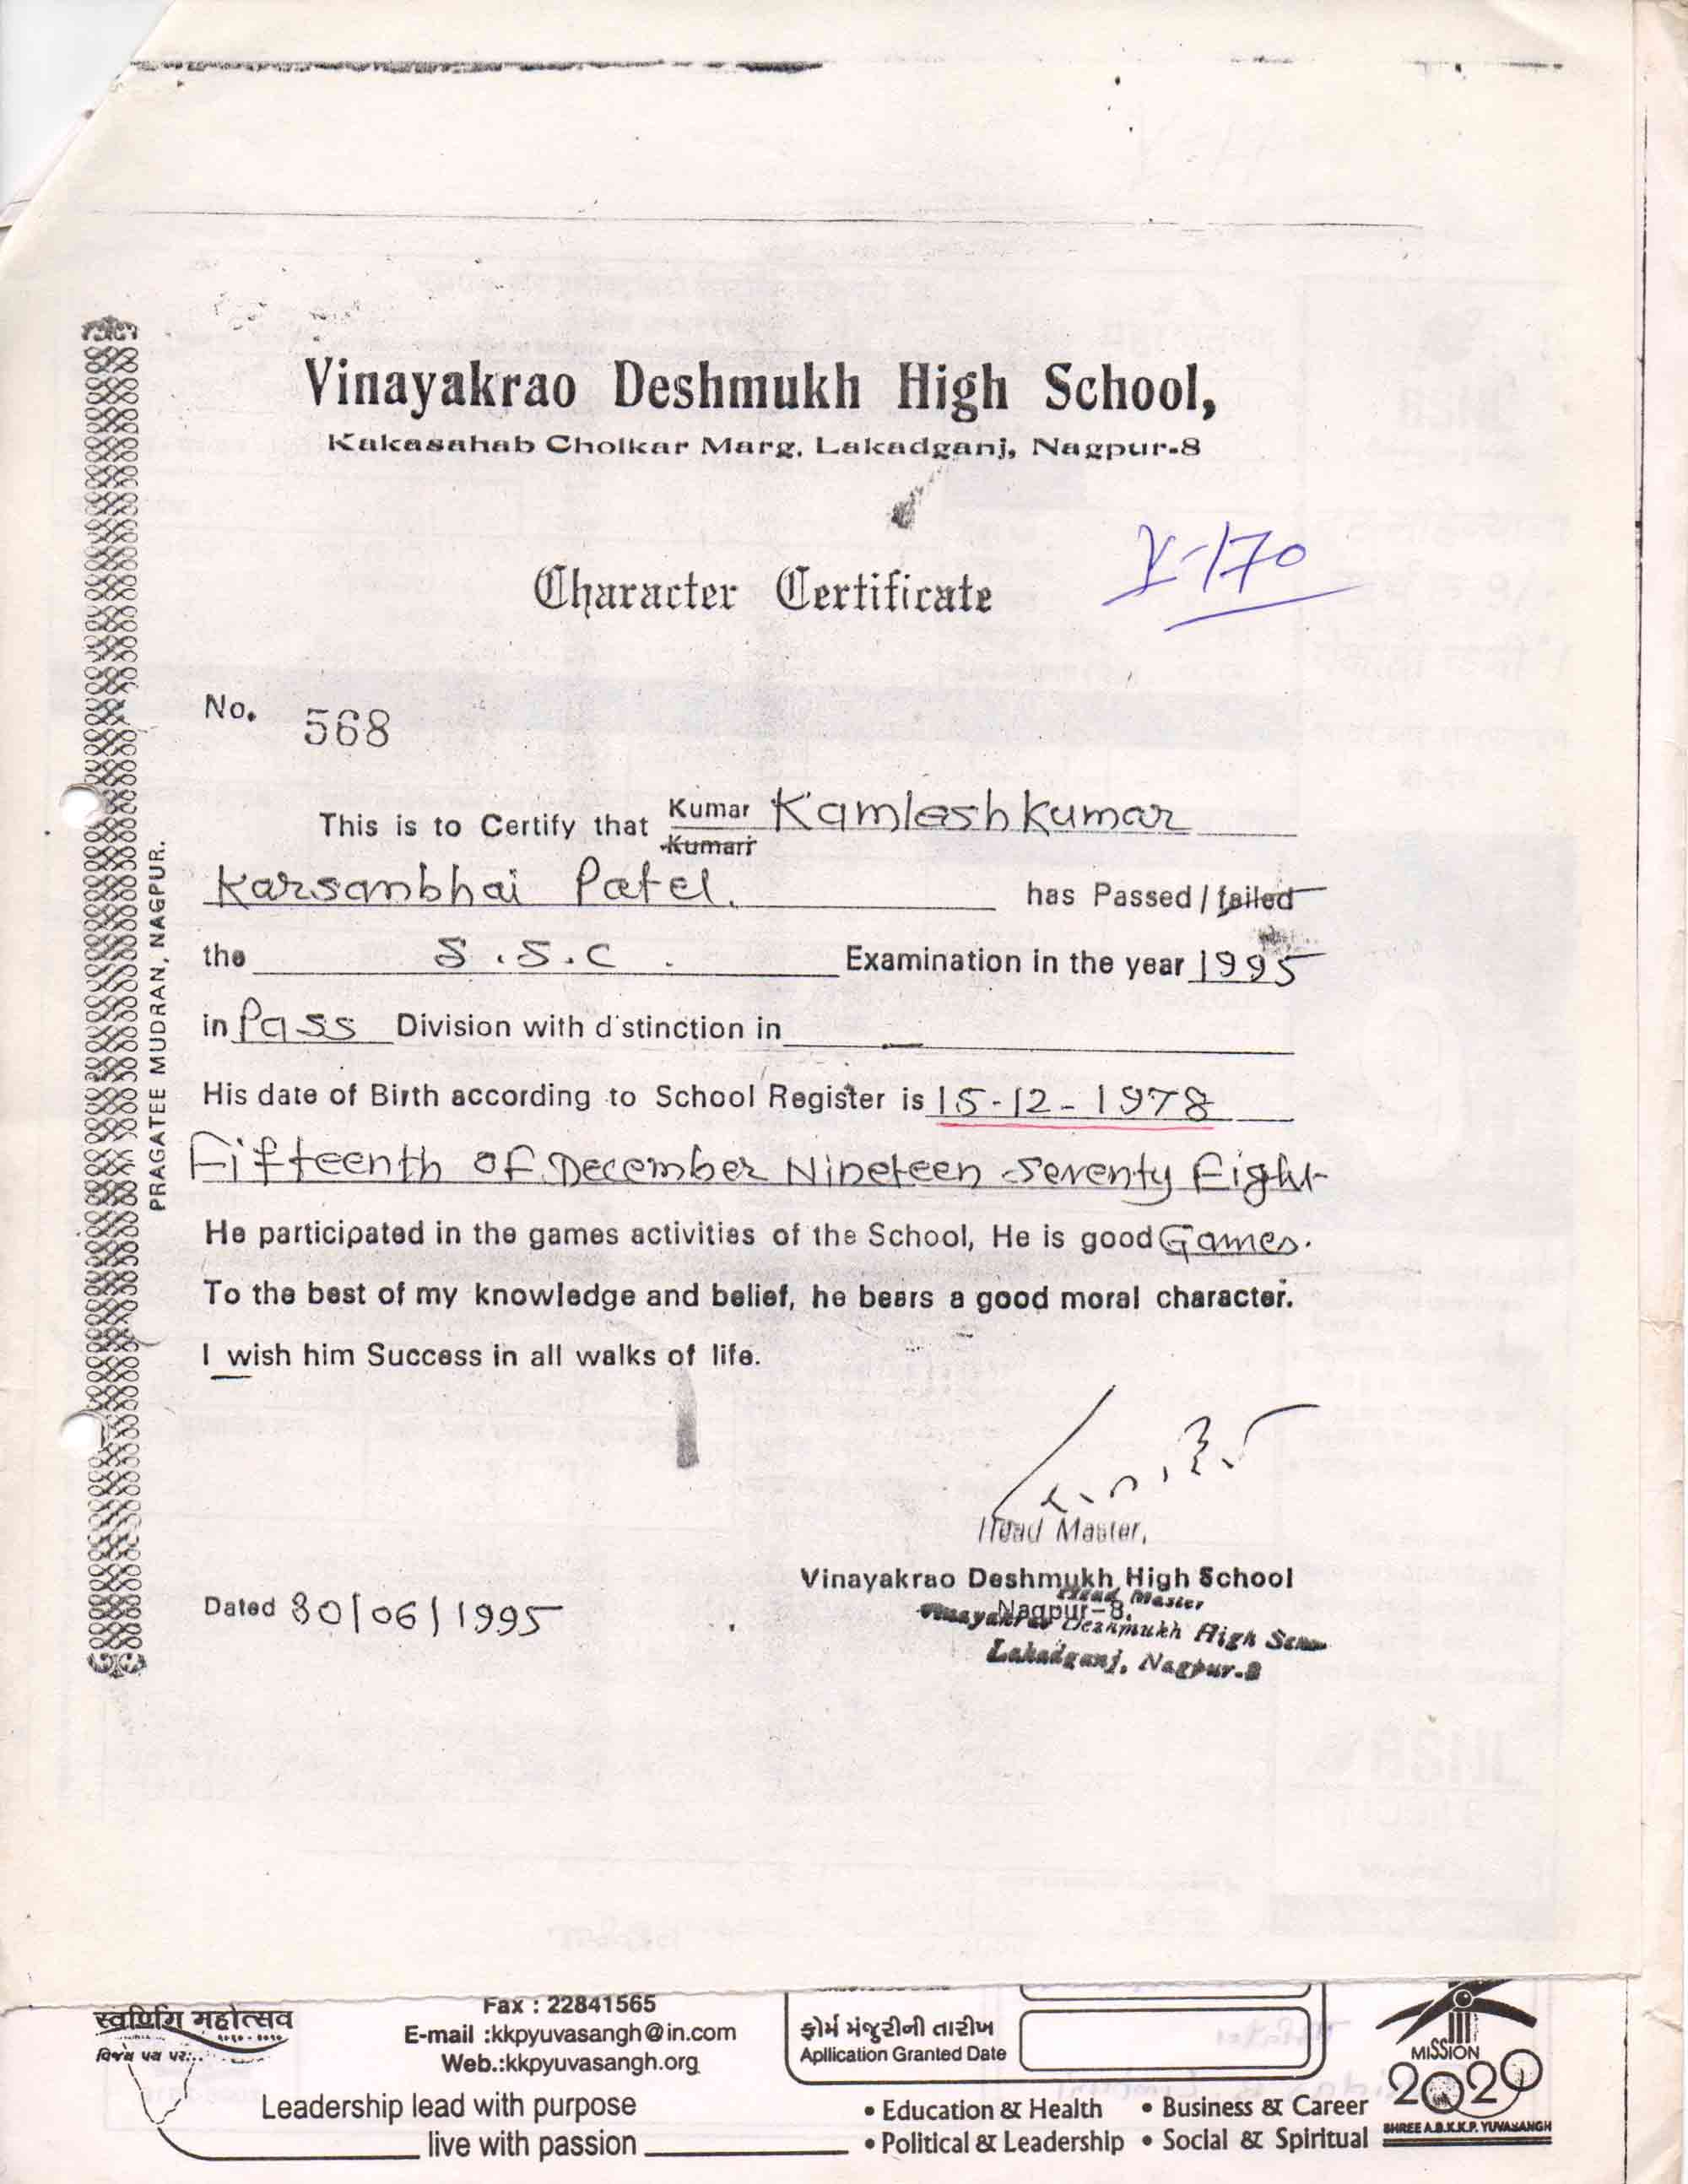 Vinayakrao Deshmukh High School,
Kakasahab Cholkar Marg, Lakadganj, Nagpur-8
V-170
Character Certificate
No. 568
This is to Certify that Kumar Kamlesh kumar
Kumari
Karsanbhai Patel. has Passed / failed
the S.S.C. Examination in the year 1995
in Pass Division with d stinction in —
His date of Birth according to School Register is 15-12-1978
Fifteenth of December Nineteen Seventy Eight
He participated in the games activities of the School, He is good Games.
To the best of my knowledge and belief, he bears a good moral character.
I wish him Success in all walks of life.
Head Master,
Vinayakrao Deshmukh High School
Nagpur-8.
Dated 30/06/1995
Head Master
Vinayakrao Deshmukh High
Lakadganj, Nagpur-8
PRAGATEE MUDRAN, NAGPUR.
Fax : 22841565
E-mail :kkpyuvasangh@in.com
Web.:kkpyuvasangh.org
महोत्सव
ફોર્મ મંજૂરીની તારીખ
Apllication Granted Date
Leadership lead with purpose
live with passion
• Education & Health • Business & Career
• Political & Leadership • Social & Spiritual
MISSION
2020
SHREE A.B.K.K.P. YUVASANGH